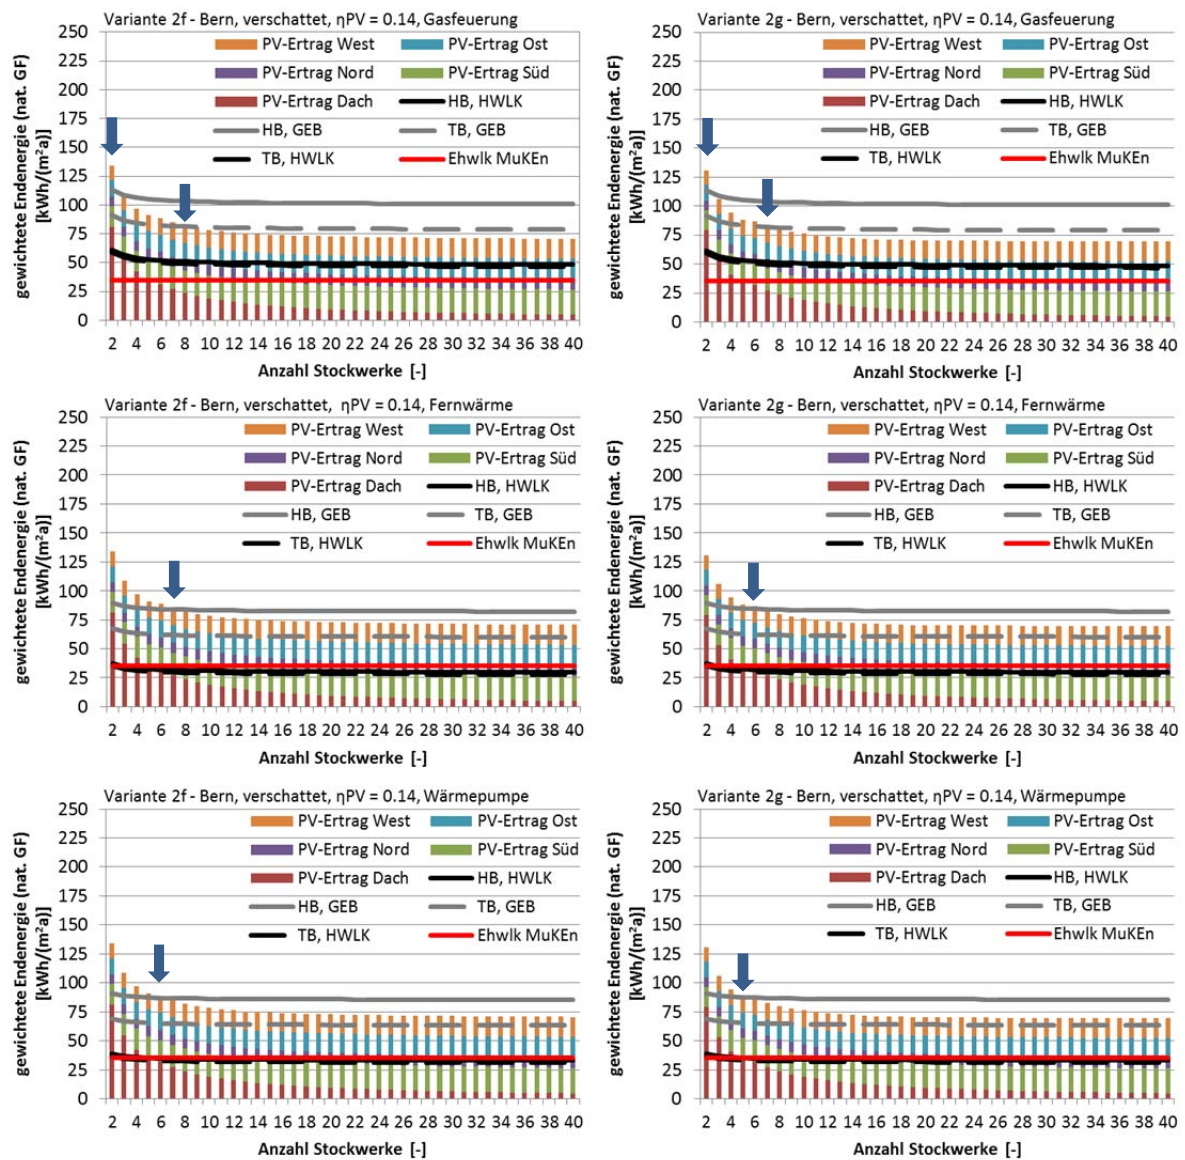 Variante 2f - Bern, verschattet, ηPV = 0.14, Gasfeuerung
gewichtete Endenergie (nat. GF)
[kWh/(m²a)]
250
225
200
175
150
125
100
75
50
25
0
PV-Ertrag West PV-Ertrag Ost
PV-Ertrag Nord PV-Ertrag Süd
PV-Ertrag Dach HB, HWLK
HB, GEB TB, GEB
TB, HWLK Ehwlk MuKEn
2 4 6 8 10 12 14 16 18 20 22 24 26 28 30 32 34 36 38 40
Anzahl Stockwerke [-]
Variante 2g - Bern, verschattet, ηPV = 0.14, Gasfeuerung
gewichtete Endenergie (nat. GF)
[kWh/(m²a)]
250
225
200
175
150
125
100
75
50
25
0
PV-Ertrag West PV-Ertrag Ost
PV-Ertrag Nord PV-Ertrag Süd
PV-Ertrag Dach HB, HWLK
HB, GEB TB, GEB
TB, HWLK Ehwlk MuKEn
2 4 6 8 10 12 14 16 18 20 22 24 26 28 30 32 34 36 38 40
Anzahl Stockwerke [-]
Variante 2f - Bern, verschattet, ηPV = 0.14, Fernwärme
gewichtete Endenergie (nat. GF)
[kWh/(m²a)]
250
225
200
175
150
125
100
75
50
25
0
PV-Ertrag West PV-Ertrag Ost
PV-Ertrag Nord PV-Ertrag Süd
PV-Ertrag Dach HB, HWLK
HB, GEB TB, GEB
TB, HWLK Ehwlk MuKEn
2 4 6 8 10 12 14 16 18 20 22 24 26 28 30 32 34 36 38 40
Anzahl Stockwerke [-]
Variante 2g - Bern, verschattet, ηPV = 0.14, Fernwärme
gewichtete Endenergie (nat. GF)
[kWh/(m²a)]
250
225
200
175
150
125
100
75
50
25
0
PV-Ertrag West PV-Ertrag Ost
PV-Ertrag Nord PV-Ertrag Süd
PV-Ertrag Dach HB, HWLK
HB, GEB TB, GEB
TB, HWLK Ehwlk MuKEn
2 4 6 8 10 12 14 16 18 20 22 24 26 28 30 32 34 36 38 40
Anzahl Stockwerke [-]
Variante 2f - Bern, verschattet, ηPV = 0.14, Wärmepumpe
gewichtete Endenergie (nat. GF)
[kWh/(m²a)]
250
225
200
175
150
125
100
75
50
25
0
PV-Ertrag West PV-Ertrag Ost
PV-Ertrag Nord PV-Ertrag Süd
PV-Ertrag Dach HB, HWLK
HB, GEB TB, GEB
TB, HWLK Ehwlk MuKEn
2 4 6 8 10 12 14 16 18 20 22 24 26 28 30 32 34 36 38 40
Anzahl Stockwerke [-]
Variante 2g - Bern, verschattet, ηPV = 0.14, Wärmepumpe
gewichtete Endenergie (nat. GF)
[kWh/(m²a)]
250
225
200
175
150
125
100
75
50
25
0
PV-Ertrag West PV-Ertrag Ost
PV-Ertrag Nord PV-Ertrag Süd
PV-Ertrag Dach HB, HWLK
HB, GEB TB, GEB
TB, HWLK Ehwlk MuKEn
2 4 6 8 10 12 14 16 18 20 22 24 26 28 30 32 34 36 38 40
Anzahl Stockwerke [-]